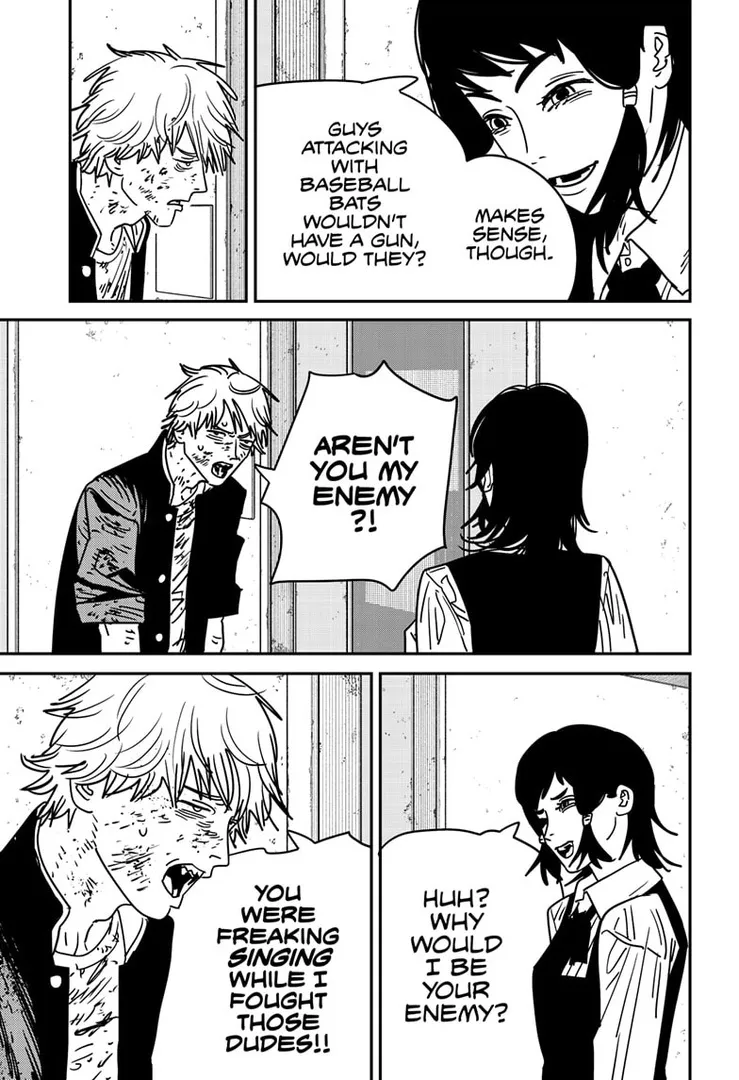 MAKES
SENSE,
THOUGH.
GUYS
ATTACKING
WITH
BASEBALL
BATS
WOULDN'T
HAVE A GUN,
WOULD THEY?
AREN'T
YOU MY
ENEMY
?!
HUH?
WHY
WOULD
I BE
YOUR
ENEMY?
YOU
WERE
FREAKING
SINGING
WHILE I
FOUGHT
THOSE
DUDES!!